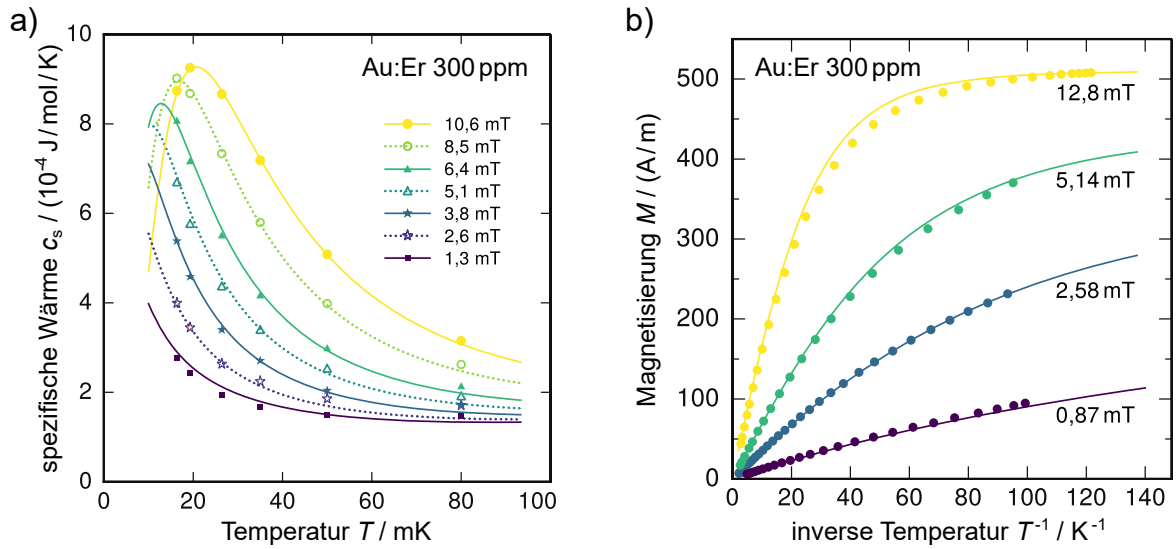 a)
spezifische Wärme cₛ / (10⁻⁴ J / mol / K)
10
8
6
4
2
0
Au:Er 300 ppm
10,6 mT
8,5 mT
6,4 mT
5,1 mT
3,8 mT
2,6 mT
1,3 mT
0 20 40 60 80 100
Temperatur T / mK
b)
Magnetisierung M / (A / m)
500
400
300
200
100
0
Au:Er 300 ppm
12,8 mT
5,14 mT
2,58 mT
0,87 mT
0 20 40 60 80 100 120 140
inverse Temperatur T⁻¹ / K⁻¹